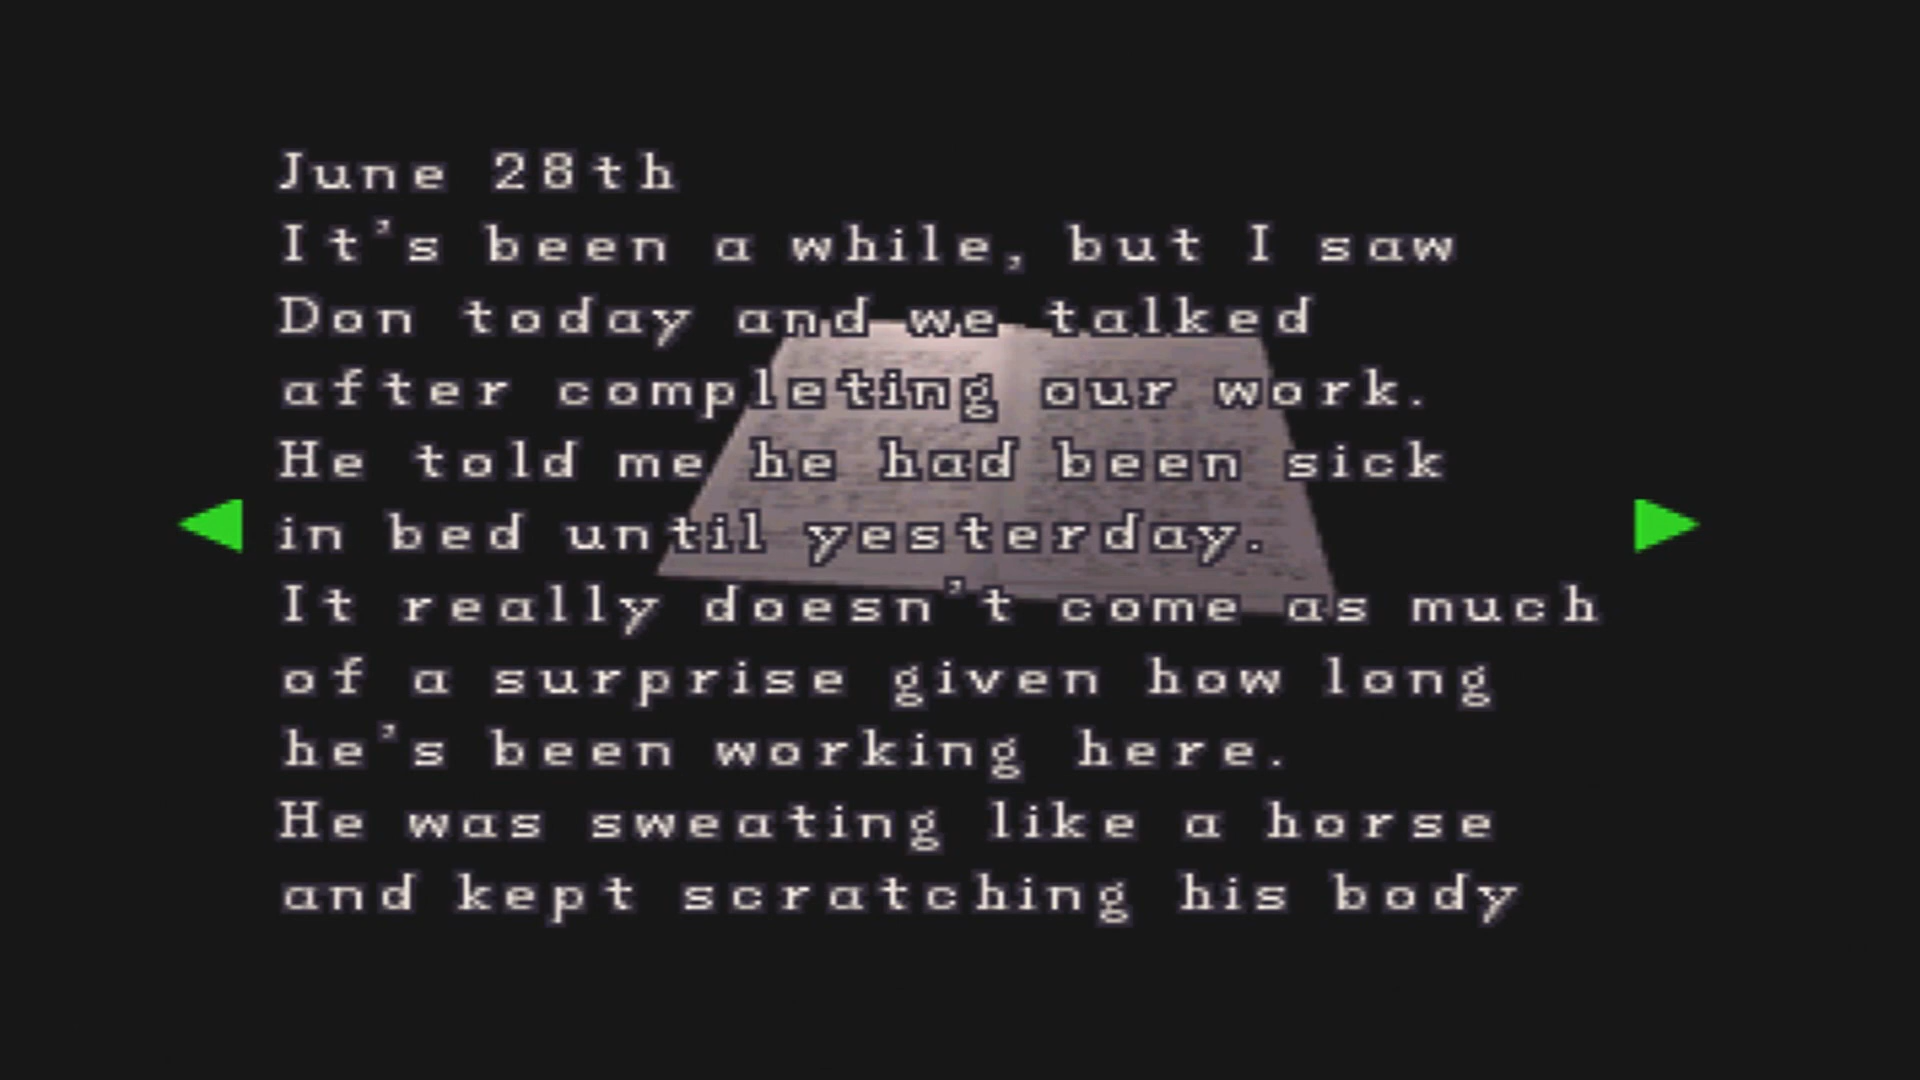 June 28th
It's been a while, but I saw
Don today and we talked
after completing our work.
He told me he had been sick
in bed until yesterday.
It really doesn't come as much
of a surprise given how long
he's been working here.
He was sweating like a horse
and kept scratching his body